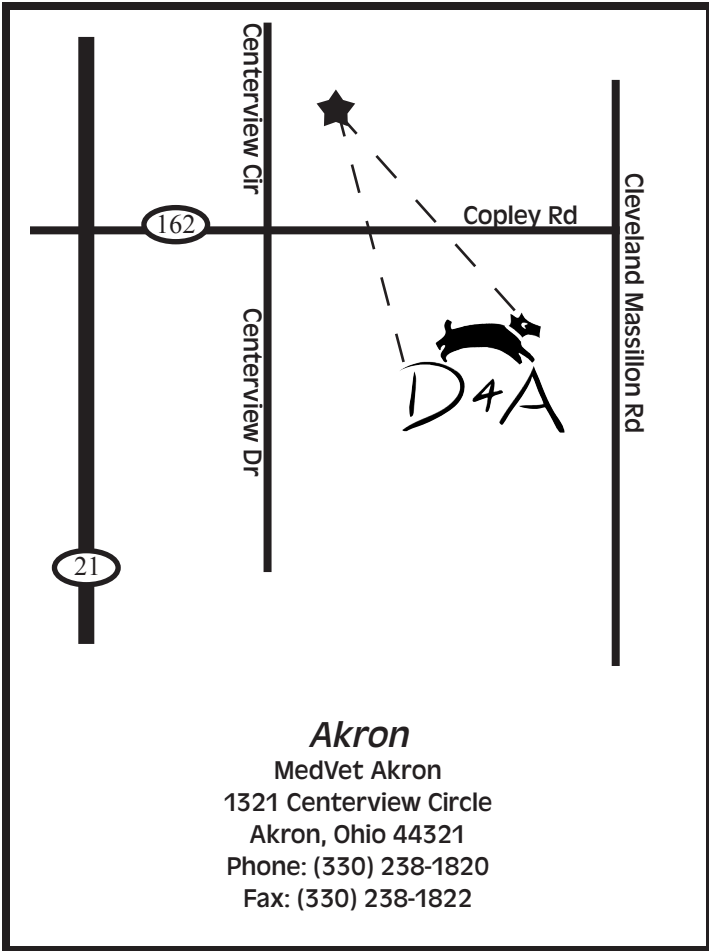 Centerview Cir
162
Copley Rd
Cleveland Massillon Rd
Centerview Dr
D4A
21
Akron
MedVet Akron
1321 Centerview Circle
Akron, Ohio 44321
Phone: (330) 238-1820
Fax: (330) 238-1822